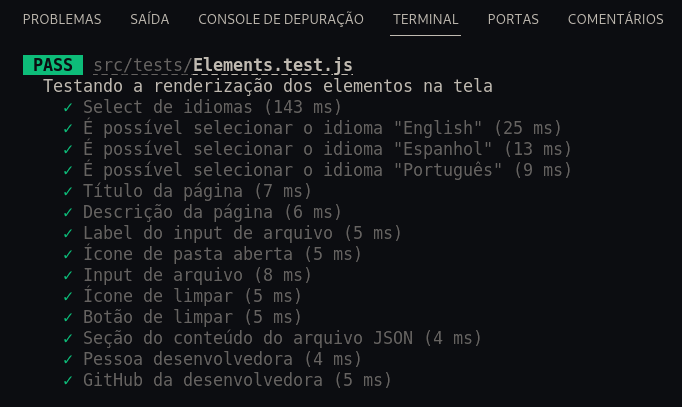 PROBLEMAS SAÍDA CONSOLE DE DEPURAÇÃO TERMINAL PORTAS COMENTÁRIOS
PASS src/tests/Elements.test.js
Testando a renderização dos elementos na tela
✓ Select de idiomas (143 ms)
✓ É possível selecionar o idioma "English" (25 ms)
✓ É possível selecionar o idioma "Espanhol" (13 ms)
✓ É possível selecionar o idioma "Português" (9 ms)
✓ Título da página (7 ms)
✓ Descrição da página (6 ms)
✓ Label do input de arquivo (5 ms)
✓ Ícone de pasta aberta (5 ms)
✓ Input de arquivo (8 ms)
✓ Ícone de limpar (5 ms)
✓ Botão de limpar (5 ms)
✓ Seção do conteúdo do arquivo JSON (4 ms)
✓ Pessoa desenvolvedora (4 ms)
✓ GitHub da desenvolvedora (5 ms)